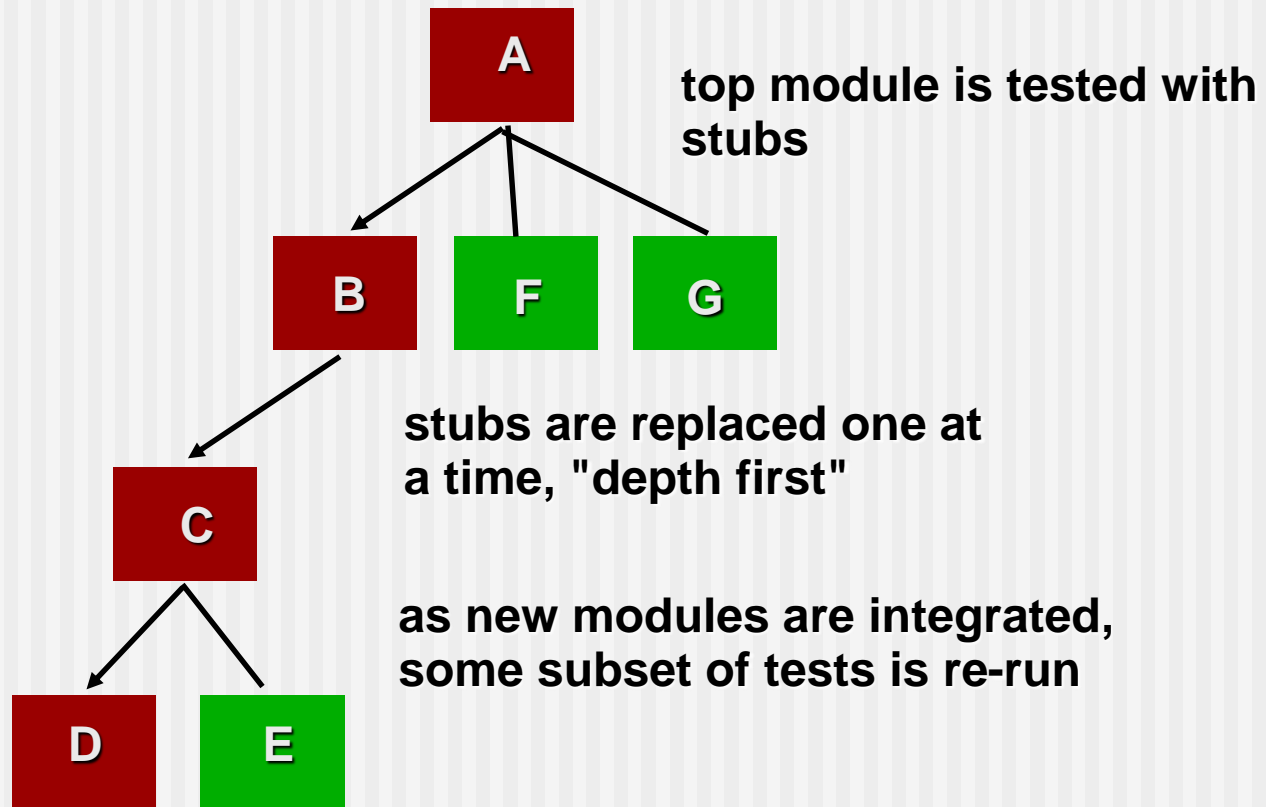 A
top module is tested with
stubs
B
F
G
stubs are replaced one at
a time, "depth first"
C
as new modules are integrated,
some subset of tests is re-run
D
E